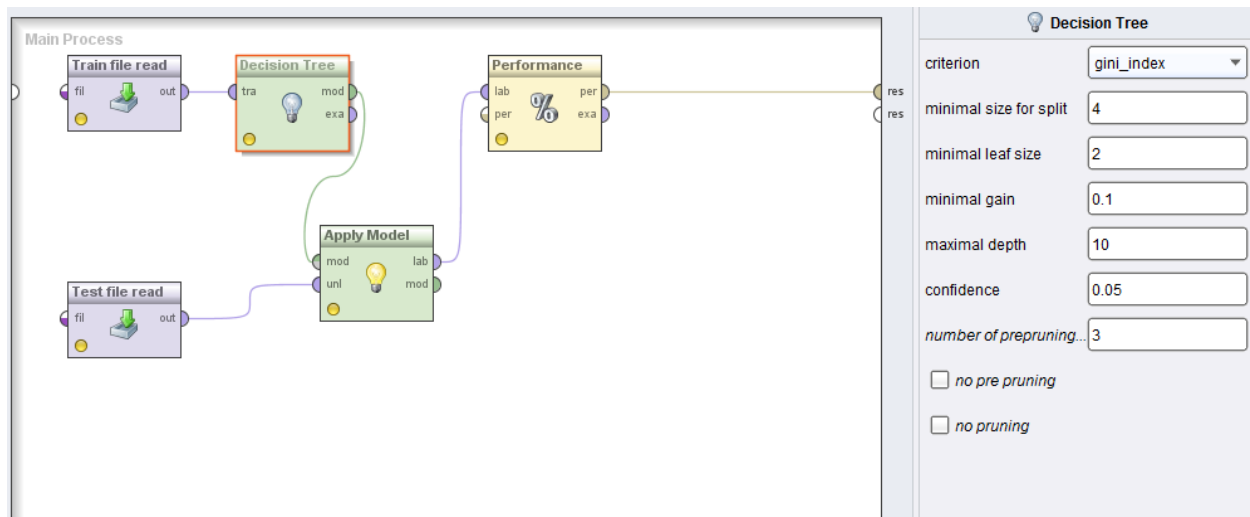 Main Process
Train file read
fil out
Decision Tree
tra mod
exa
Performance
lab per
per exa
res
res
Apply Model
mod lab
unl mod
Test file read
fil out
%
Decision Tree
criterion gini_index
minimal size for split 4
minimal leaf size 2
minimal gain 0.1
maximal depth 10
confidence 0.05
number of prepruning... 3
no pre pruning
no pruning